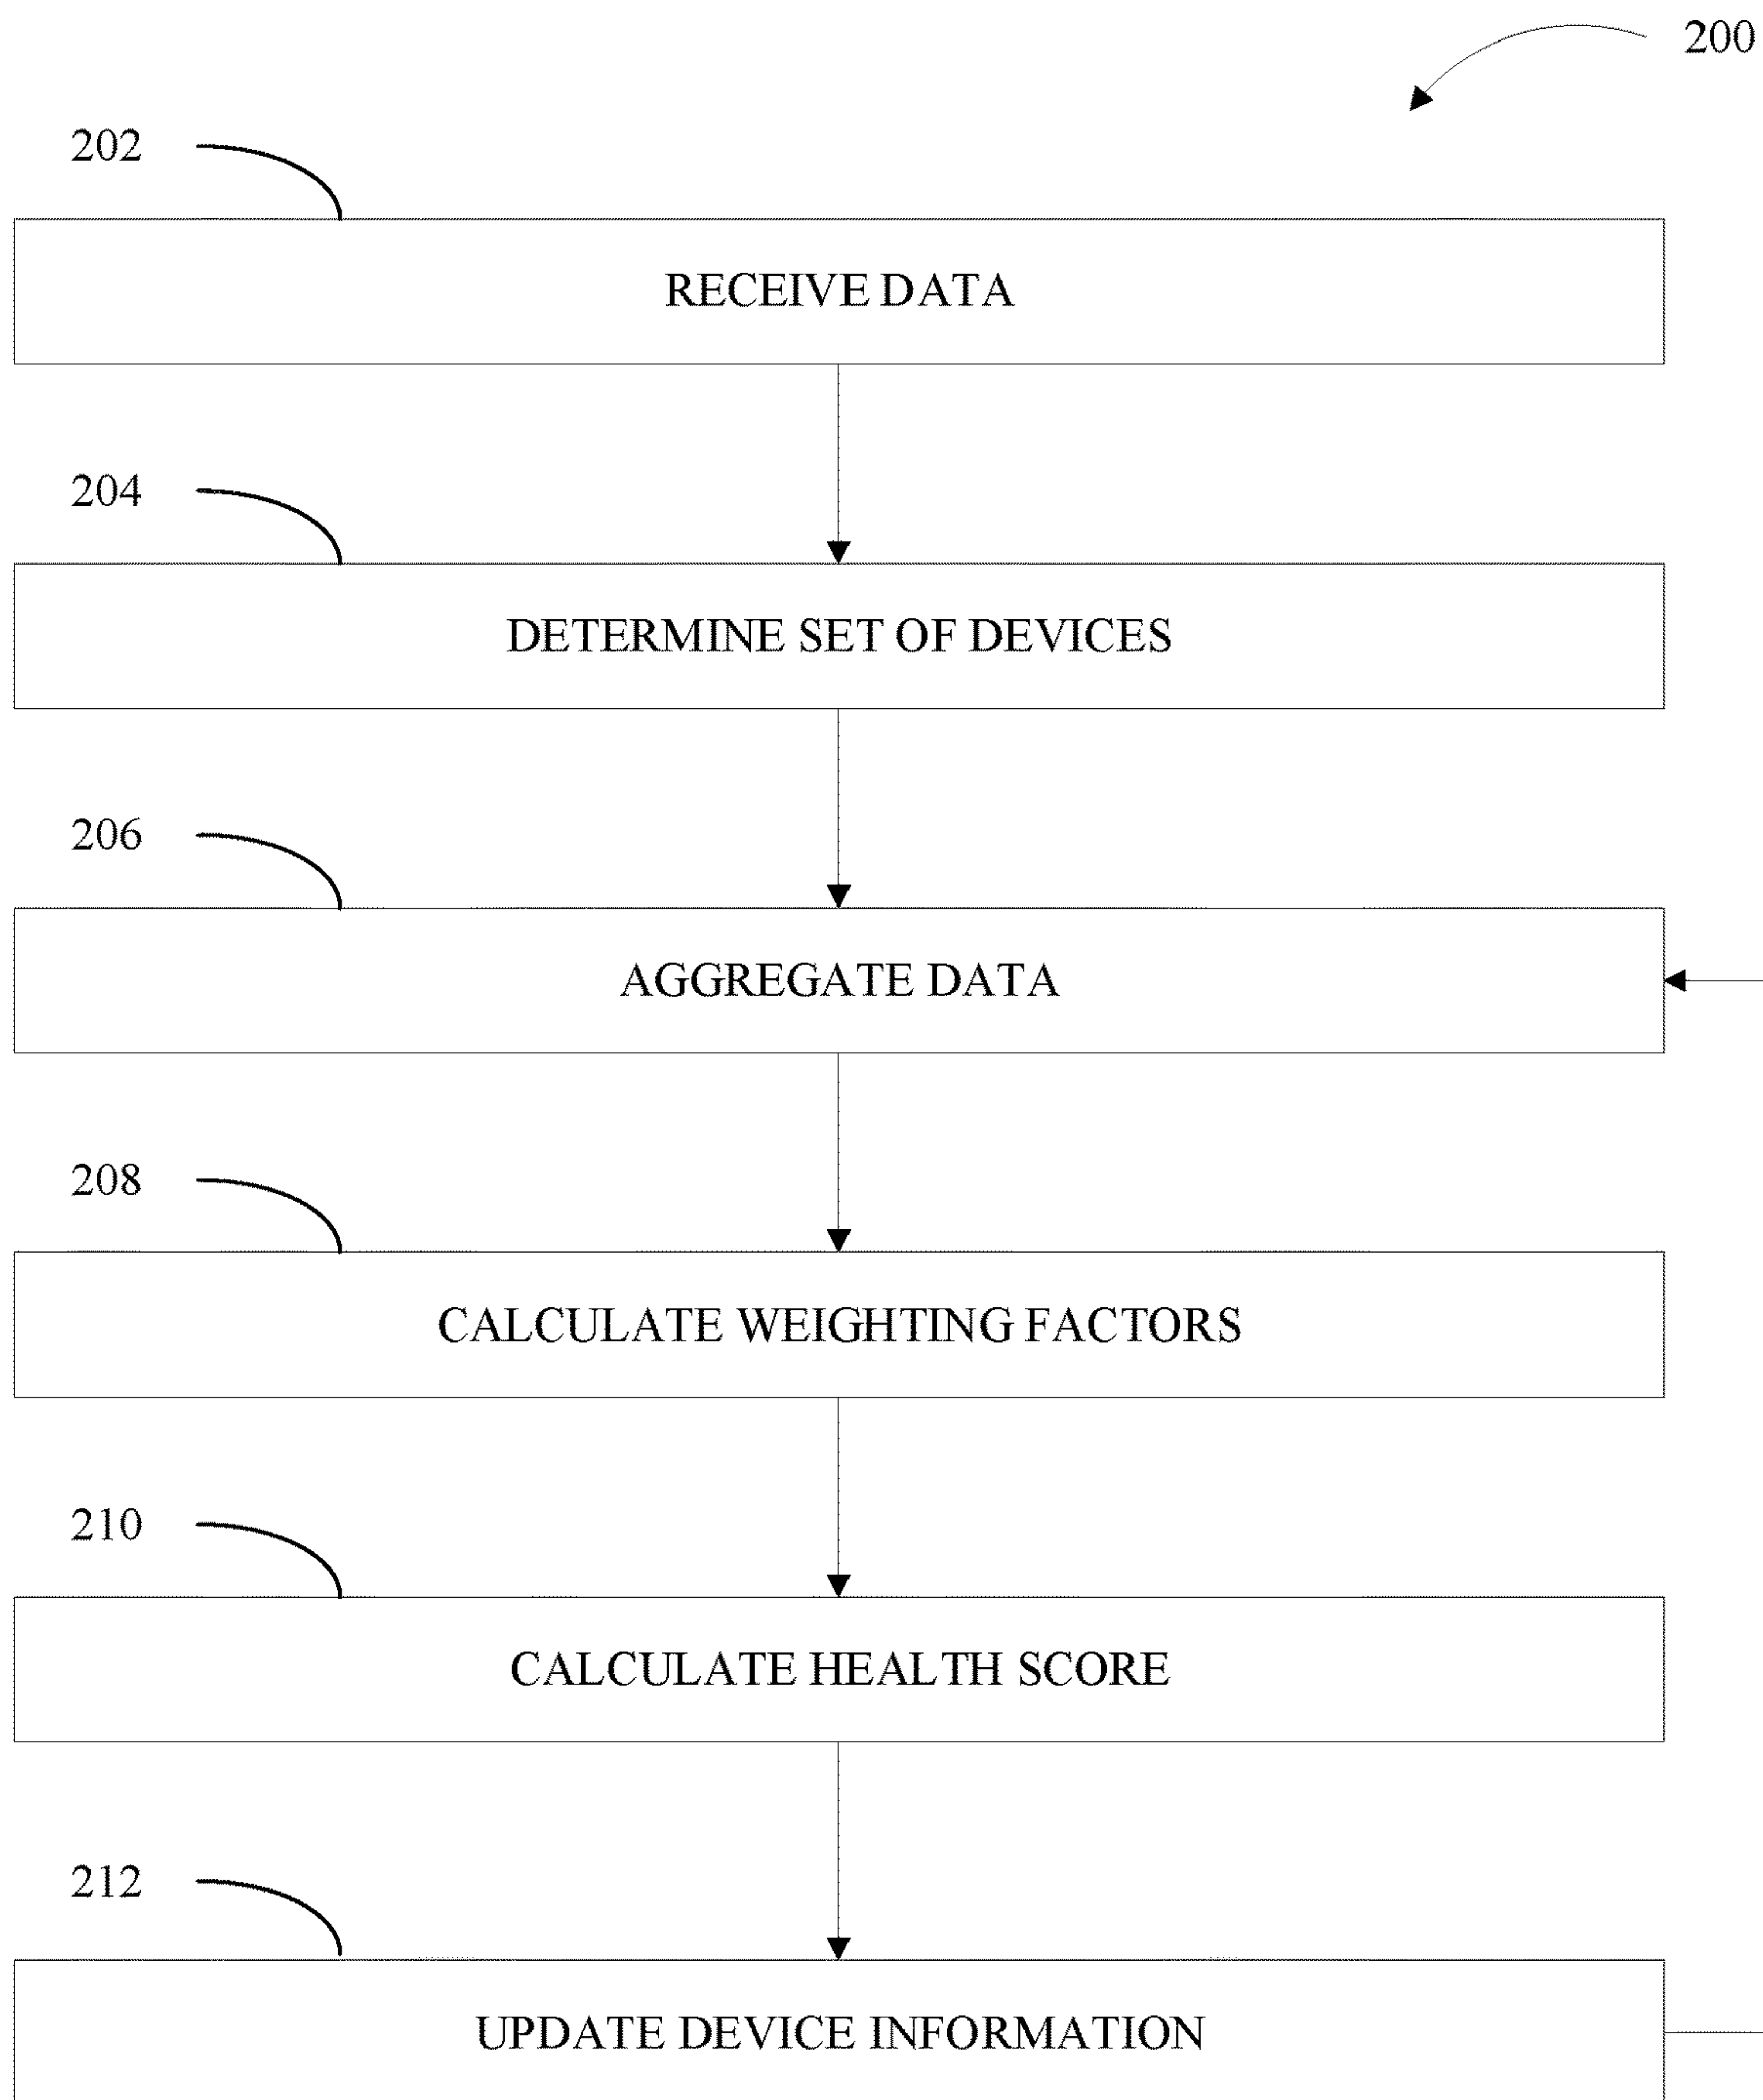 200
202
RECEIVE DATA
204
DETERMINE SET OF DEVICES
206
AGGREGATE DATA
208
CALCULATE WEIGHTING FACTORS
210
CALCULATE HEALTH SCORE
212
UPDATE DEVICE INFORMATION